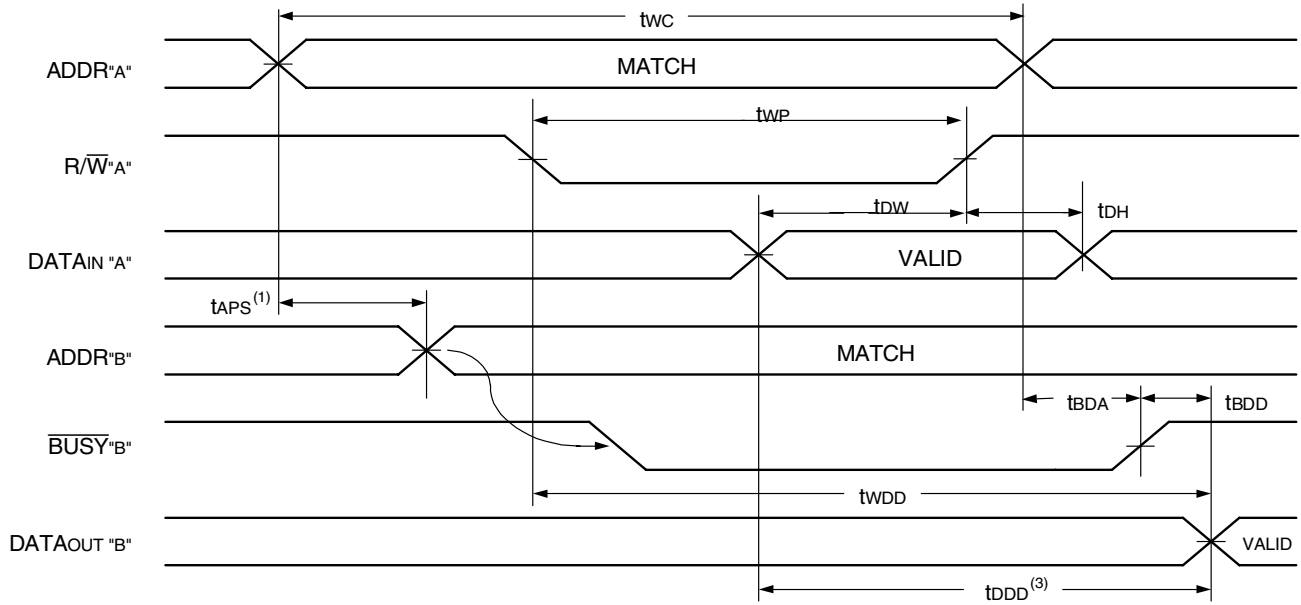 tWC
ADDR"A"
MATCH
tWP
R/W̅"A"
tDW
tDH
DATAIN "A"
VALID
tAPS(1)
ADDR"B"
MATCH
tBDA
tBDD
B̅U̅S̅Y̅"B"
tWDD
DATAOUT "B"
VALID
tDDD(3)